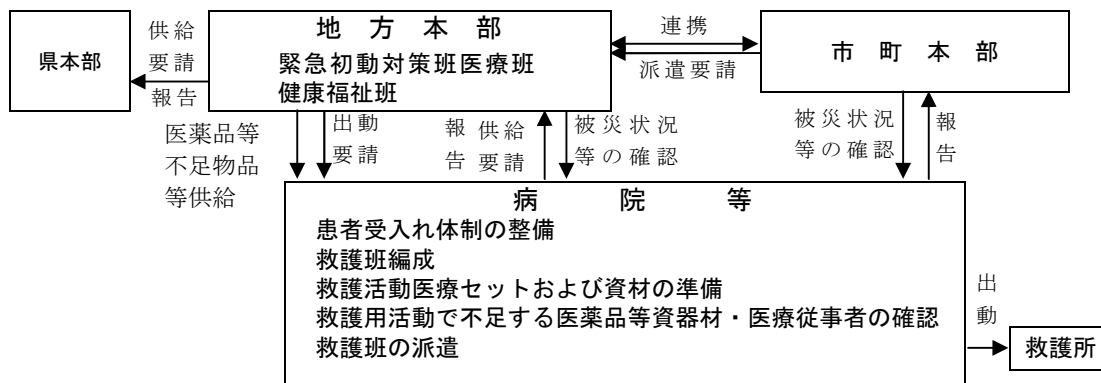 県本部
供給
要請
報告
地方本部
緊急初動対策班医療班
健康福祉班
連携
派遣要請
市町本部
医薬品等
不足物品
等供給
出動
要請
報告
供給
要請
被災状況
等の確認
被災状況
等の確認
報告
病院等
患者受入れ体制の整備
救護班編成
救護活動医療セットおよび資材の準備
救護用活動で不足する医薬品等資器材・医療従事者の確認
救護班の派遣
出動
救護所